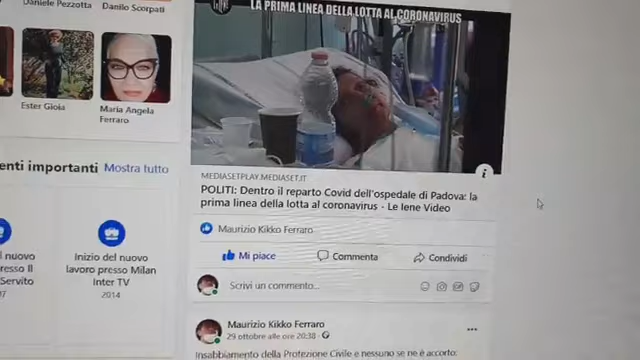 Daniele Pezzotta
Danilo Scorpati
Ester Gioia
Maria Angela
Ferraro
enti importanti Mostra tutto
l nuovo
presso Il
Servito
07
Inizio del nuovo
lavoro presso Milan
Inter TV
2014
LA PRIMA LINEA DELLA LOTTA AL CORONAVIRUS
MEDIASETPLAY.MEDIASET.IT
POLITI: Dentro il reparto Covid dell'ospedale di Padova: la
prima linea della lotta al coronavirus - Le Iene Video
Maurizio Kikko Ferraro
Mi piace
Commenta
Condividi
Scrivi un commento...
GIF
Maurizio Kikko Ferraro
29 ottobre alle ore 20:38
Insabbiamento della Protezione Civile e nessuno se ne è accorto: